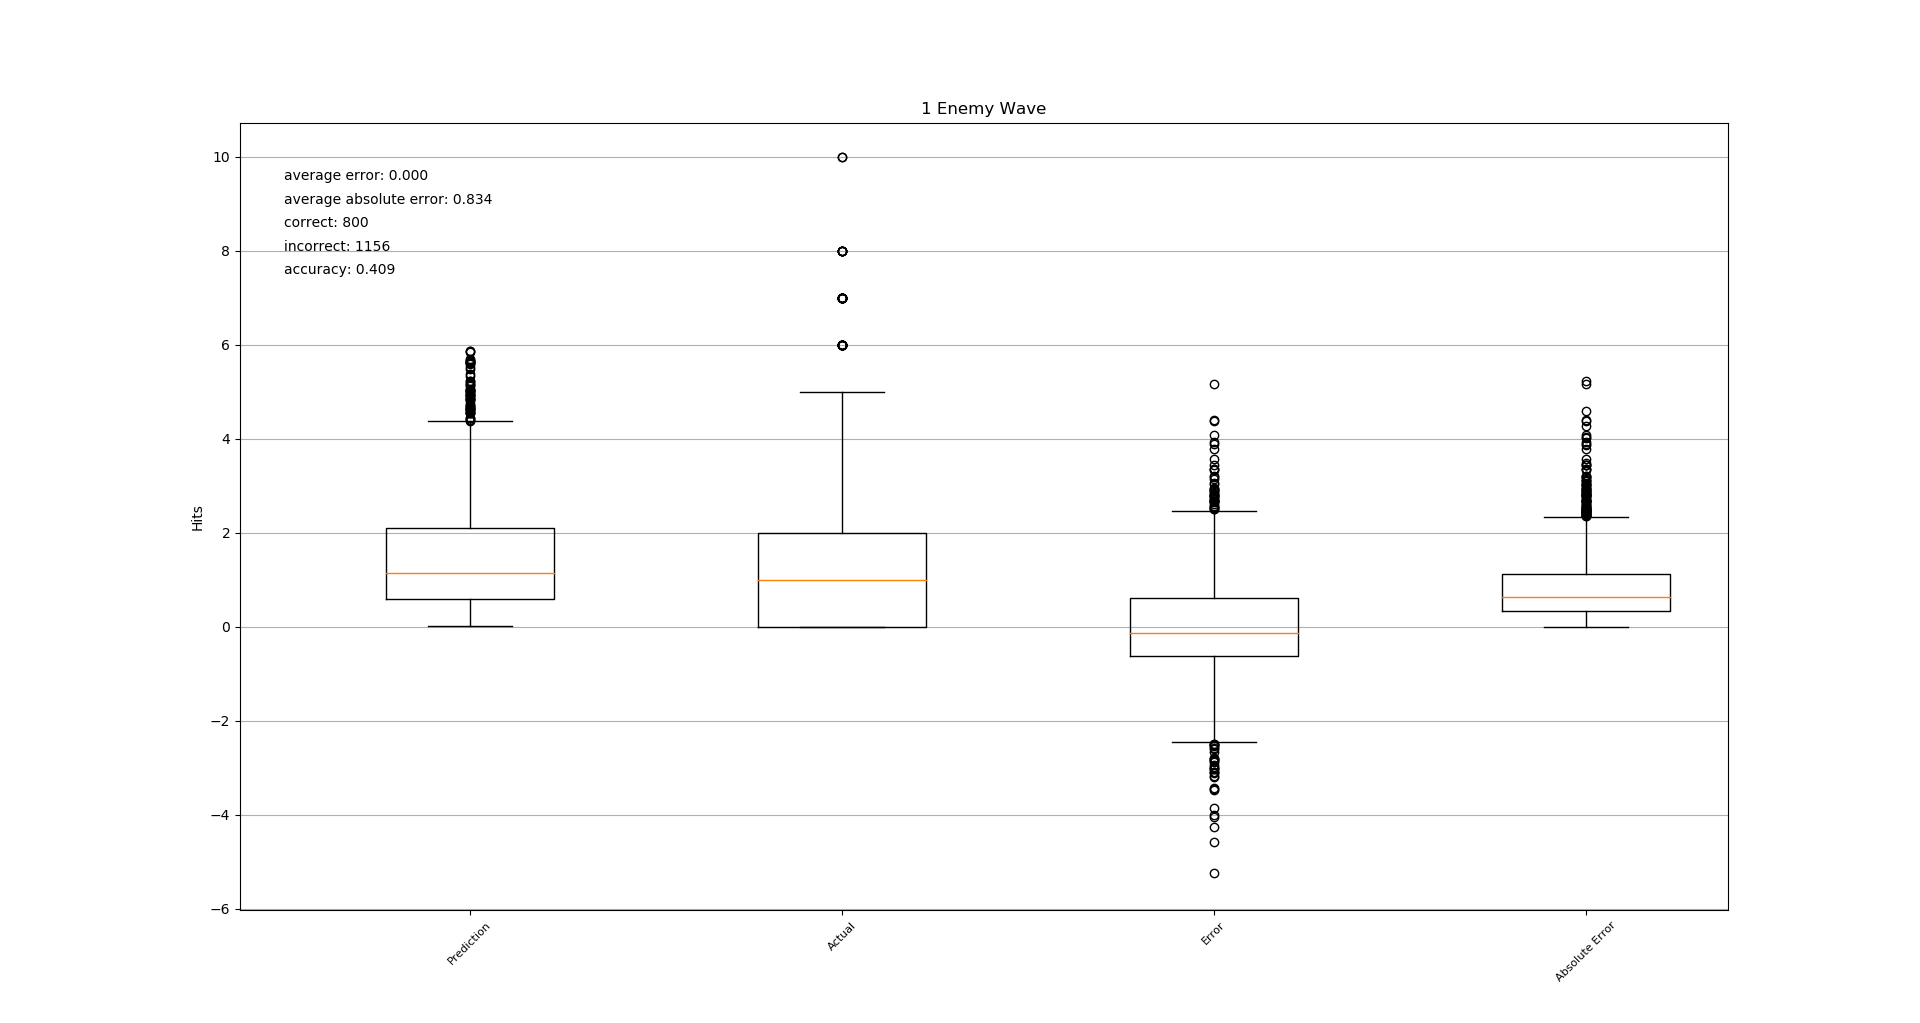 1 Enemy Wave
average error: 0.000
average absolute error: 0.834
correct: 800
incorrect: 1156
accuracy: 0.409
10
8
6
4
2
0
−2
−4
−6
Hits
Prediction
Actual
Error
Absolute Error